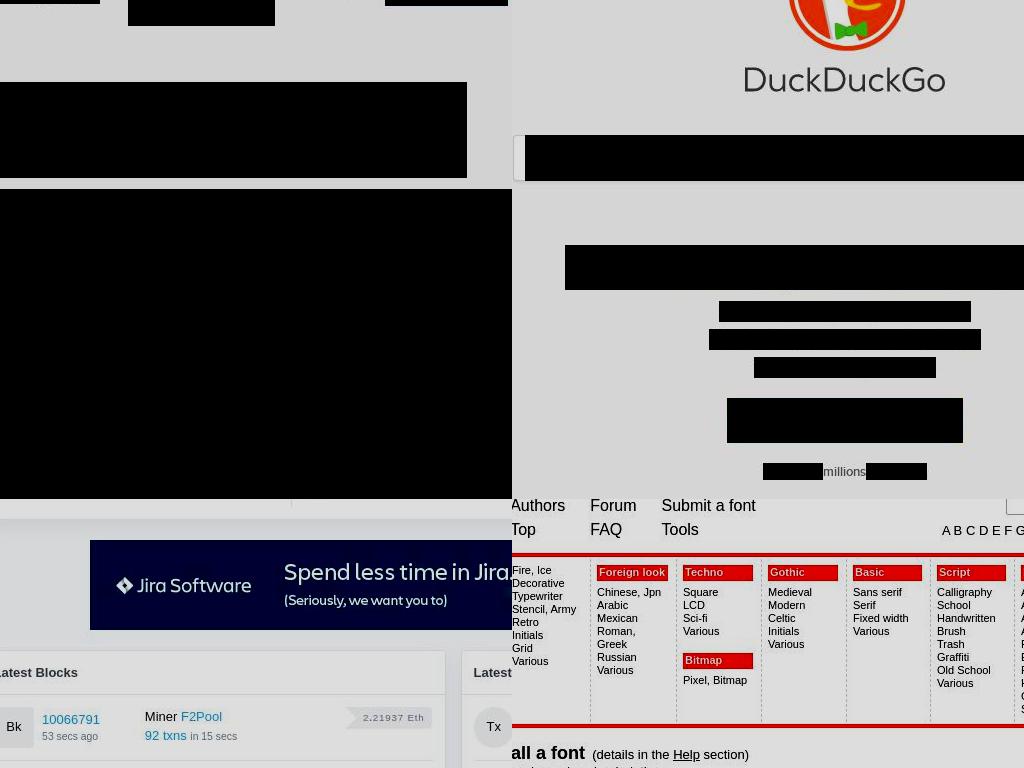 DuckDuckGo
millions
Spend less time in Jira
Jira Software
(Seriously, we want you to)
Latest Blocks
Latest
Bk
10066791
53 secs ago
Miner F2Pool
92 txns in 15 secs
2.21937 Eth
Tx
Authors Forum Submit a font
Top FAQ Tools
A B C D E F G
Fire, Ice
Decorative
Typewriter
Stencil, Army
Retro
Initials
Grid
Various
Foreign look
Chinese, Jpn
Arabic
Mexican
Roman,
Greek
Russian
Various
Techno
Square
LCD
Sci-fi
Various
Bitmap
Pixel, Bitmap
Gothic
Medieval
Modern
Celtic
Initials
Various
Basic
Sans serif
Serif
Fixed width
Various
Script
Calligraphy
School
Handwritten
Brush
Trash
Graffiti
Old School
Various
all a font (details in the Help section)